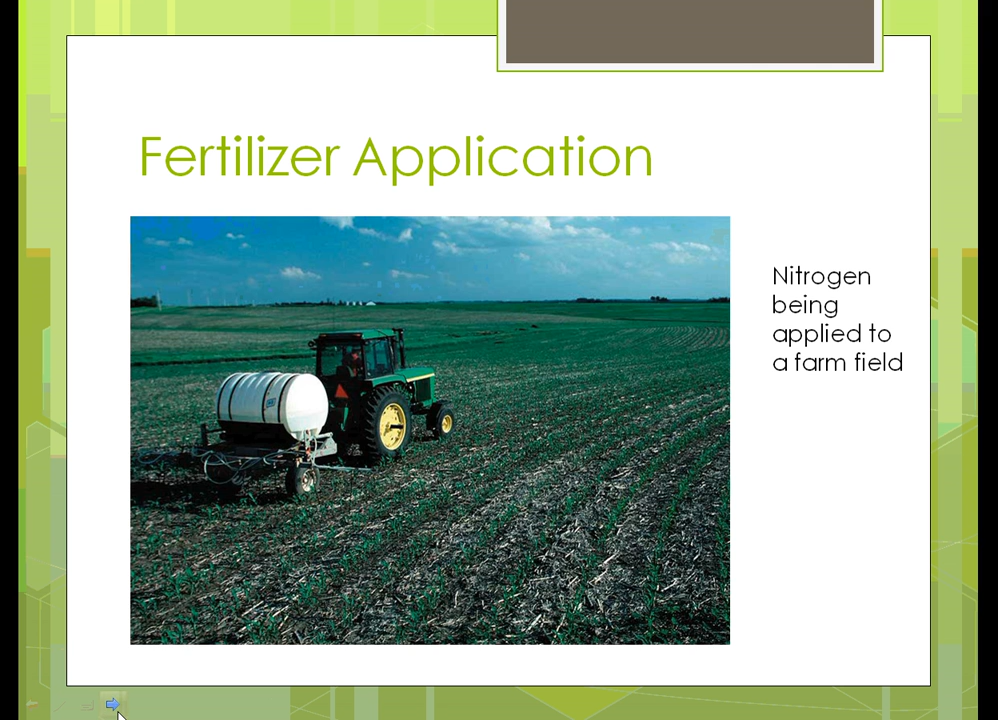 Fertilizer Application
Nitrogen
being
applied to
a farm field